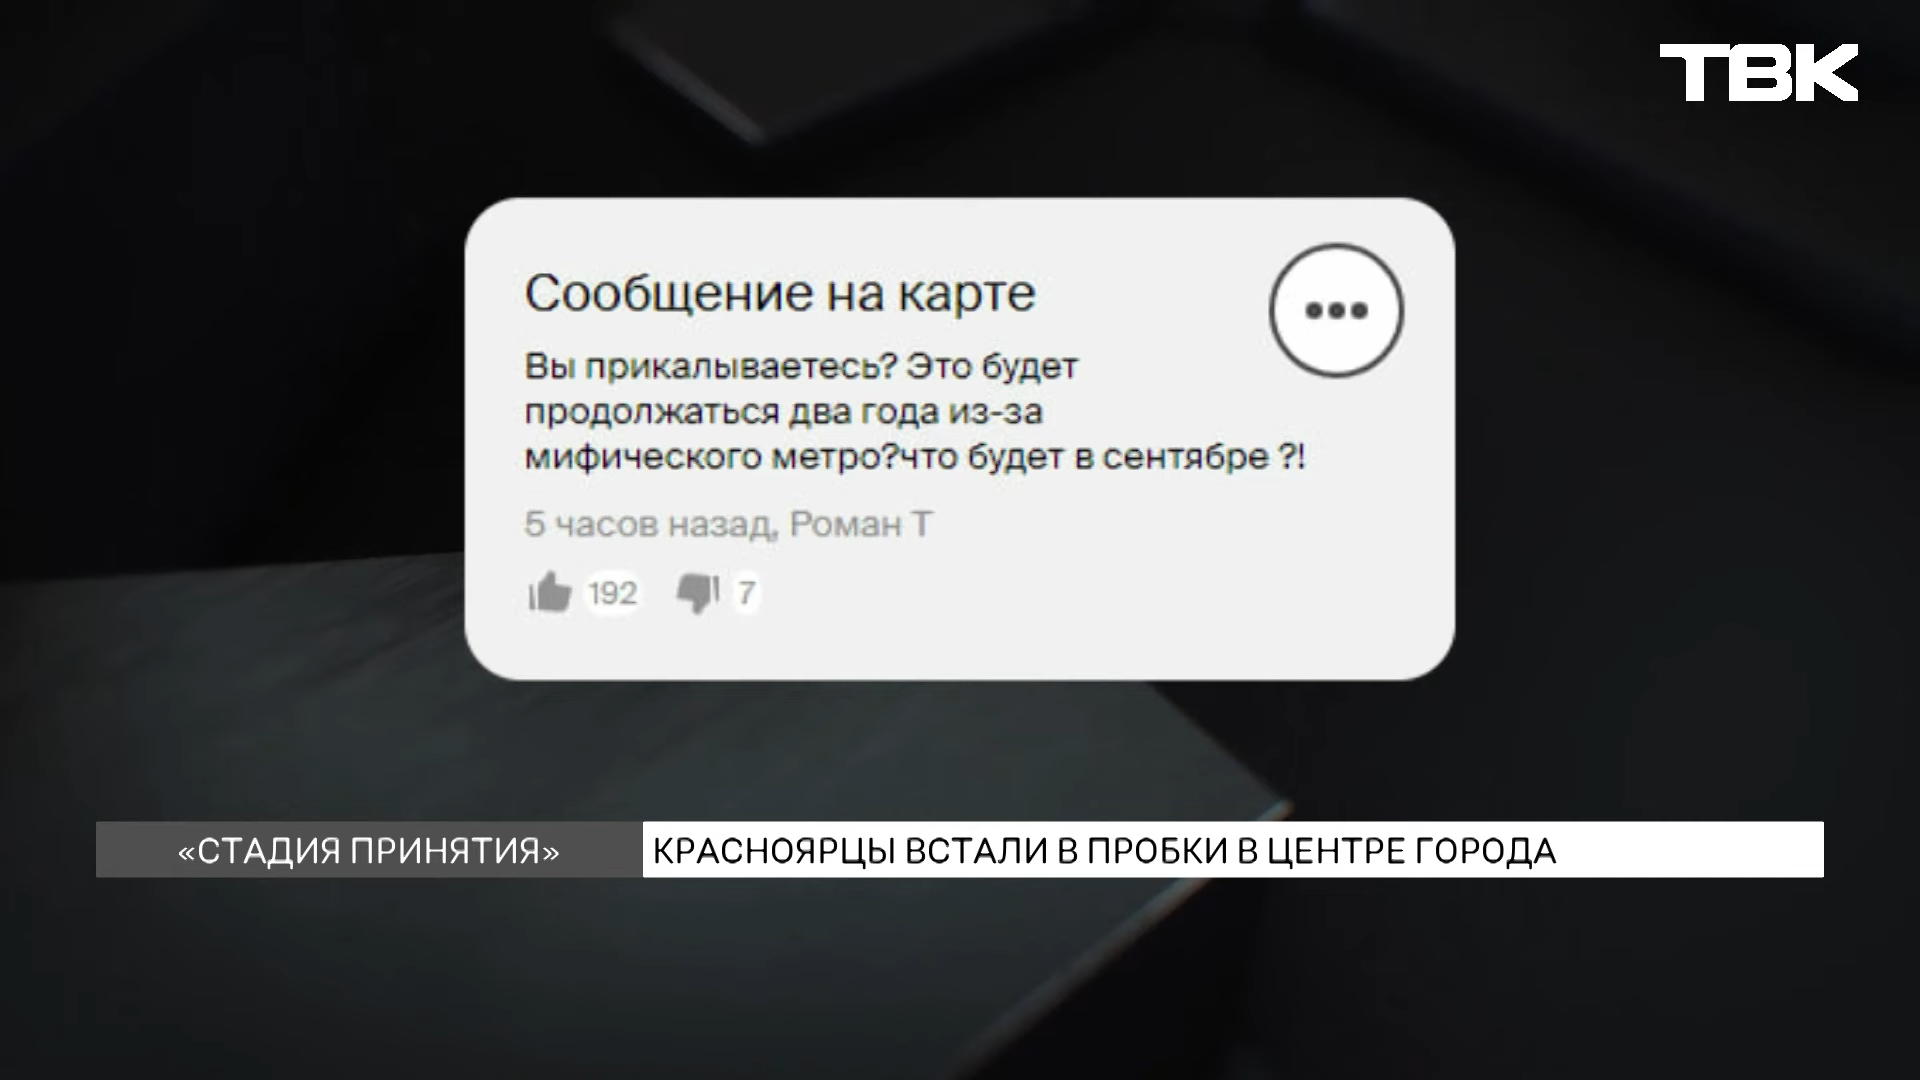 ТВК
Сообщение на карте
Вы прикалываетесь? Это будет
продолжаться два года из-за
мифического метро?что будет в сентябре ?!
5 часов назад, Роман Т
192 7
«СТАДИЯ ПРИНЯТИЯ» КРАСНОЯРЦЫ ВСТАЛИ В ПРОБКИ В ЦЕНТРЕ ГОРОДА